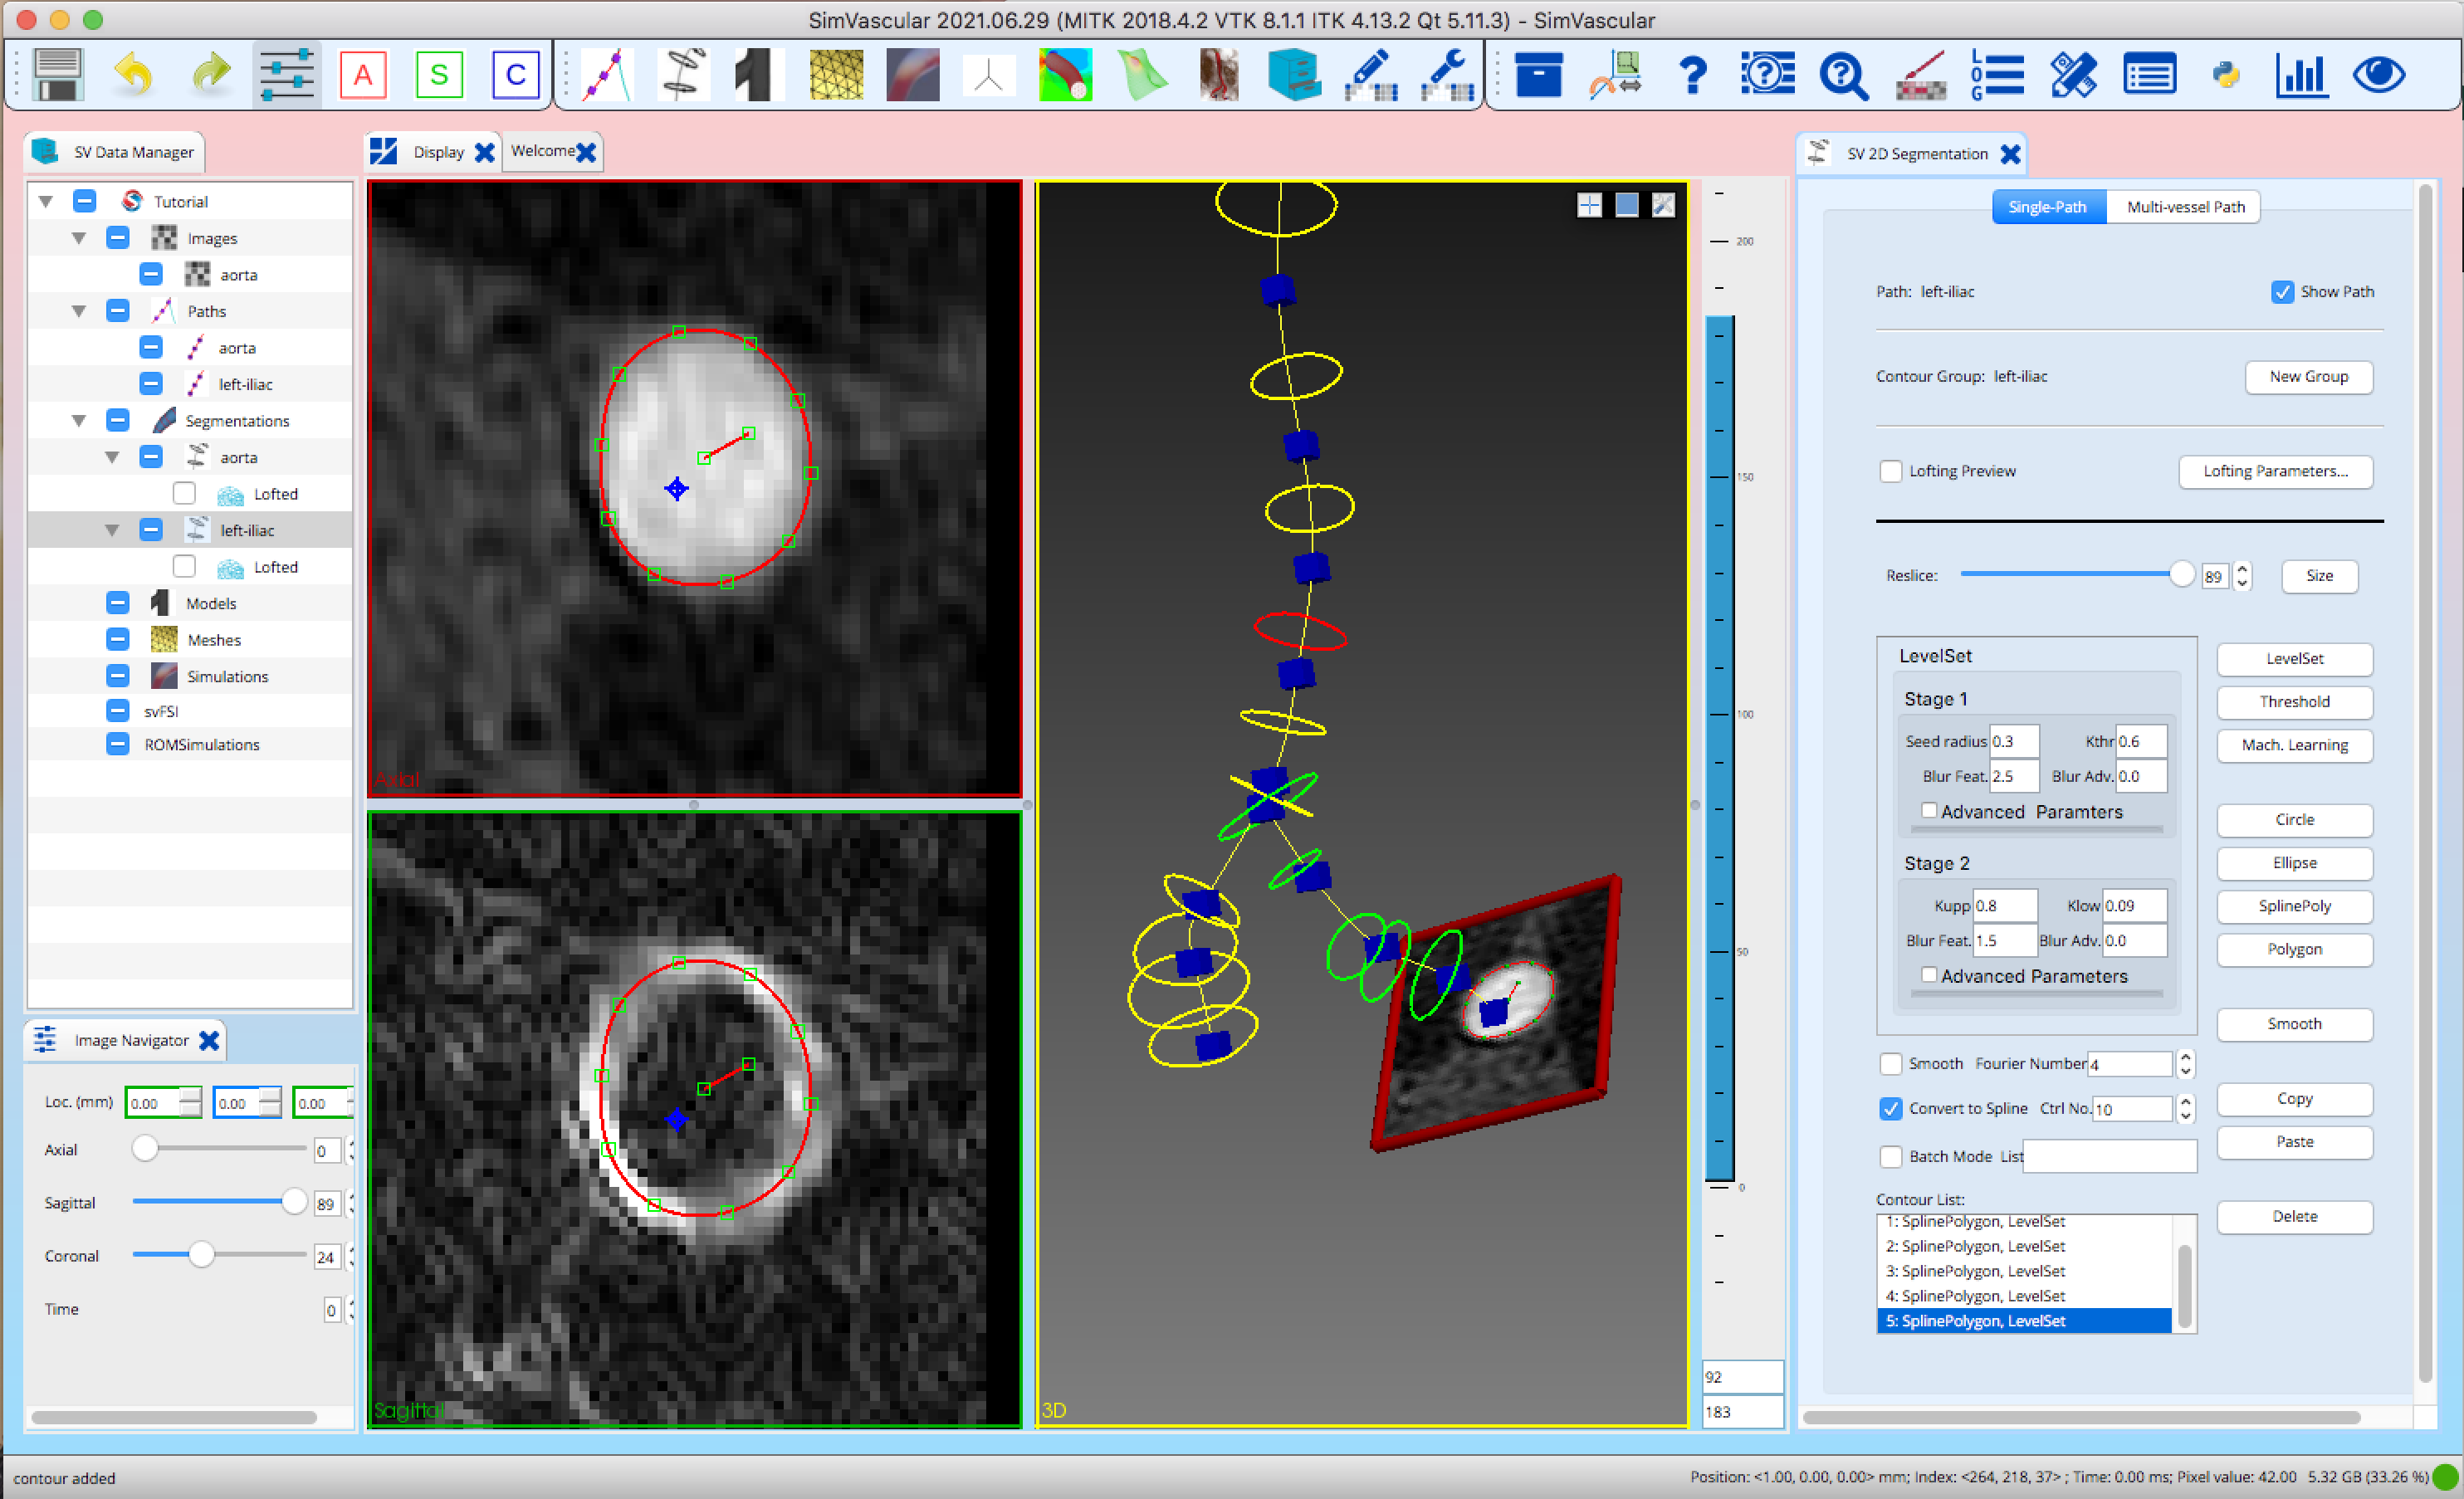 SimVascular 2021.06.29 (MITK 2018.4.2 VTK 8.1.1 ITK 4.13.2 Qt 5.11.3) - SimVascular
A S C
LOG
SV Data Manager
Tutorial
Images
aorta
Paths
aorta
left-iliac
Segmentations
aorta
Lofted
left-iliac
Lofted
Models
Meshes
Simulations
svFSI
ROMSimulations
Image Navigator
Loc. (mm) 0.00 0.00 0.00
Axial 0
Sagittal 89
Coronal 24
Time 0
Display Welcome
Axial
Sagittal
3D
200
150
100
50
0
92
183
SV 2D Segmentation
Single-Path Multi-vessel Path
Path: left-iliac Show Path
Contour Group: left-iliac New Group
Lofting Preview Lofting Parameters...
Reslice: 89 Size
LevelSet
Stage 1
Seed radius 0.3 Kthr 0.6
Blur Feat. 2.5 Blur Adv. 0.0
Advanced Paramters
Stage 2
Kupp 0.8 Klow 0.09
Blur Feat. 1.5 Blur Adv. 0.0
Advanced Parameters
LevelSet
Threshold
Mach. Learning
Circle
Ellipse
SplinePoly
Polygon
Smooth
Smooth Fourier Number 4
Convert to Spline Ctrl No. 10
Batch Mode List
Copy
Paste
Delete
Contour List:
1: SplinePolygon, LevelSet
2: SplinePolygon, LevelSet
3: SplinePolygon, LevelSet
4: SplinePolygon, LevelSet
5: SplinePolygon, LevelSet
contour added
Position: <1.00, 0.00, 0.00> mm; Index: <264, 218, 37> ; Time: 0.00 ms; Pixel value: 42.00 5.32 GB (33.26 %)